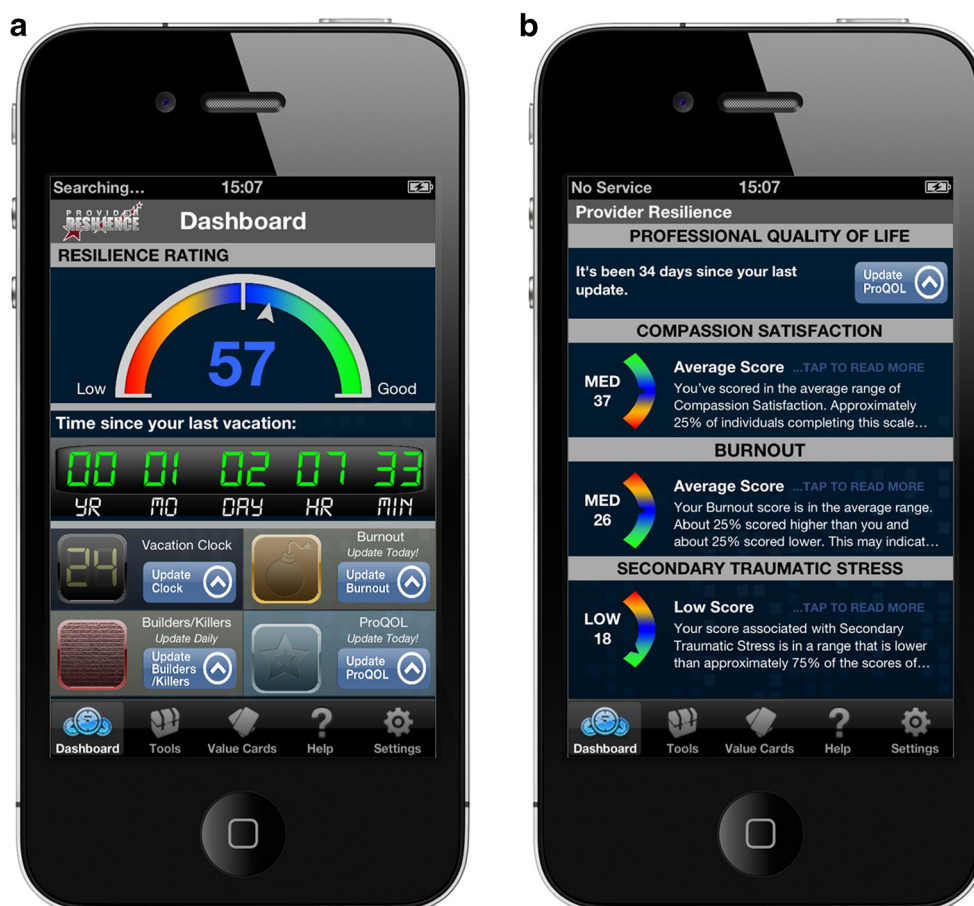 a
Searching... 15:07
PROVIDER
RESILIENCE
Dashboard
RESILIENCE RATING
57
Low
Good
Time since your last vacation:
00 01 02 07 33
YR MO DAY HR MIN
24
Vacation Clock
Update
Clock
Burnout
Update Today!
Update
Burnout
Builders/Killers
Update Daily
Update
Builders
/Killers
ProQOL
Update Today!
Update
ProQOL
Dashboard Tools Value Cards Help Settings
b
No Service 15:07
Provider Resilience
PROFESSIONAL QUALITY OF LIFE
It's been 34 days since your last
update.
Update
ProQOL
COMPASSION SATISFACTION
MED
37
Average Score ...TAP TO READ MORE
You've scored in the average range of
Compassion Satisfaction. Approximately
25% of individuals completing this scale...
BURNOUT
MED
26
Average Score ...TAP TO READ MORE
Your Burnout score is in the average range.
About 25% scored higher than you and
about 25% scored lower. This may indicat...
SECONDARY TRAUMATIC STRESS
LOW
18
Low Score ...TAP TO READ MORE
Your score associated with Secondary
Traumatic Stress is in a range that is lower
than approximately 75% of the scores of...
Dashboard Tools Value Cards Help Settings